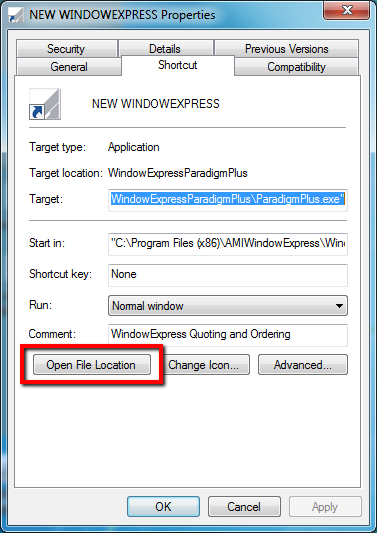 NEW WINDOWEXPRESS Properties
Security Details Previous Versions
General Shortcut Compatibility
NEW WINDOWEXPRESS
Target type: Application
Target location: WindowExpressParadigmPlus
Target: WindowExpressParadigmPlus\ParadigmPlus.exe"
Start in: "C:\Program Files (x86)\AMIWindowExpress\Wind
Shortcut key: None
Run: Normal window
Comment: WindowExpress Quoting and Ordering
Open File Location Change Icon... Advanced...
OK Cancel Apply